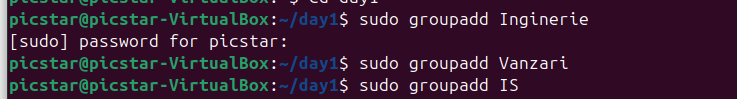 picstar@picstar-VirtualBox:~/day1$ sudo groupadd Inginerie
[sudo] password for picstar:
picstar@picstar-VirtualBox:~/day1$ sudo groupadd Vanzari
picstar@picstar-VirtualBox:~/day1$ sudo groupadd IS